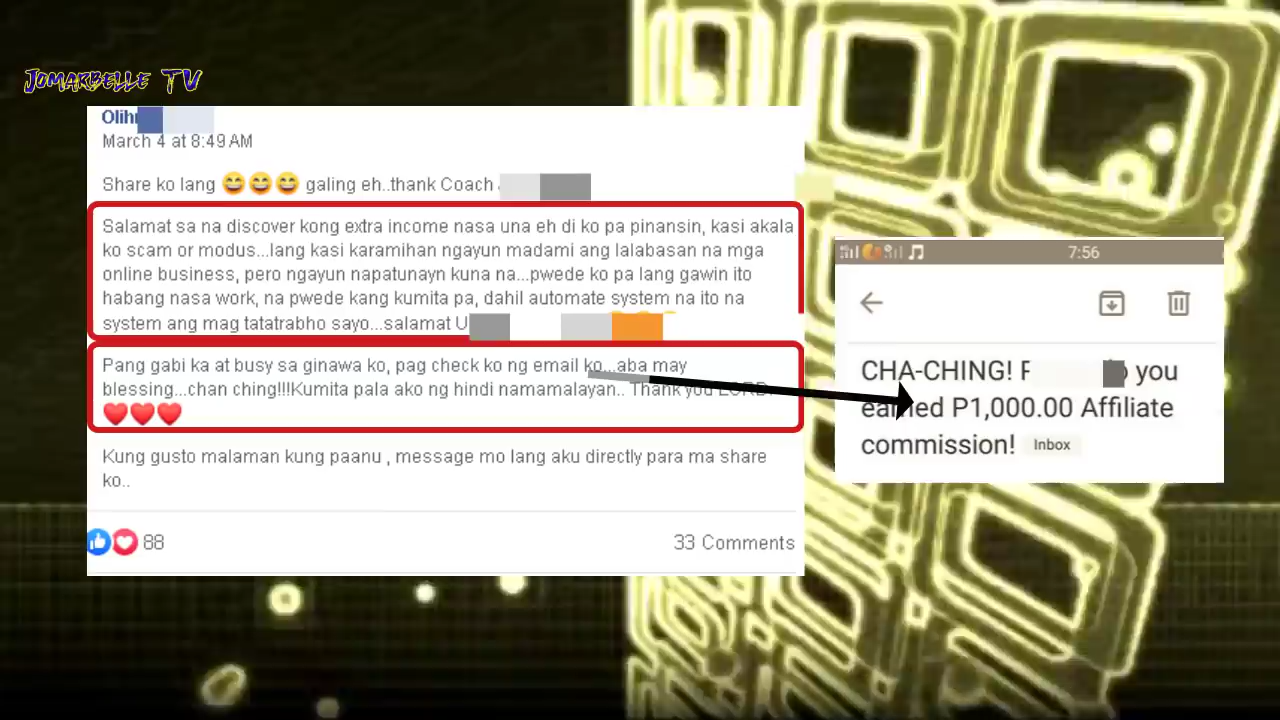 JOMARBELLE TV
Olih
March 4 at 8:49 AM
Share ko lang 😄😄😄 galing eh..thank Coach
Salamat sa na discover kong extra income nasa una eh di ko pa pinansin, kasi akala
ko scam or modus...lang kasi karamihan ngayun madami ang lalabasan na mga
online business, pero ngayun napatunayn kuna na...pwede ko pa lang gawin ito
habang nasa work, na pwede kang kumita pa, dahil automate system na ito na
system ang mag tatatrabho sayo...salamat U
Pang gabi ka at busy sa ginawa ko, pag check ko ng email ko...aba may
blessing...chan ching!!!Kumita pala ako ng hindi namamalayan.. Thank you LORD.
❤️❤️❤️
Kung gusto malaman kung paanu , message mo lang aku directly para ma share
ko..
88
33 Comments
7:56
CHA-CHING! you
earned P1,000.00 Affiliate
commission! Inbox